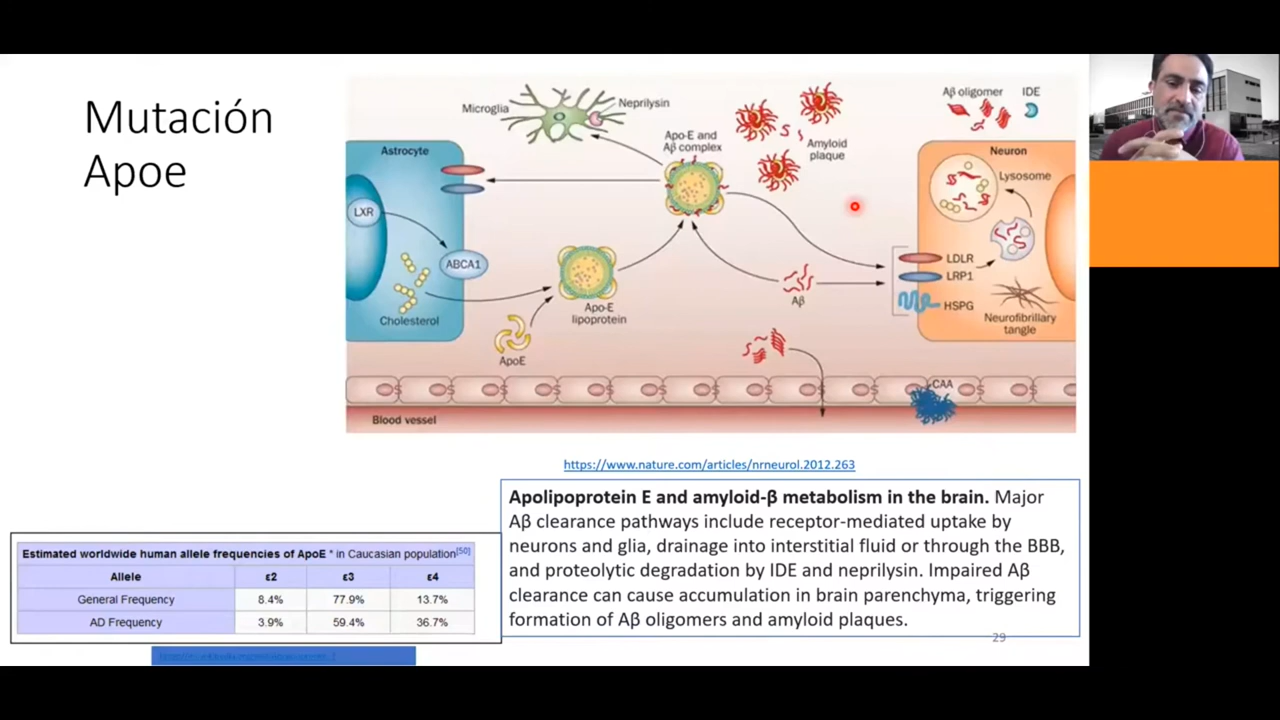 Mutación
Apoe
Microglia
Neprilysin
Apo-E and
Aβ complex
Amyloid
plaque
Aβ oligomer
IDE
Astrocyte
Neuron
Lysosome
LXR
ABCA1
Cholesterol
Apo-E
lipoprotein
ApoE
Aβ
LDLR
LRP1
HSPG
Neurofibrillary
tangle
CAA
Blood vessel
https://www.nature.com/articles/nrneurol.2012.263
Apolipoprotein E and amyloid-β metabolism in the brain. Major
Aβ clearance pathways include receptor-mediated uptake by
neurons and glia, drainage into interstitial fluid or through the BBB,
and proteolytic degradation by IDE and neprilysin. Impaired Aβ
clearance can cause accumulation in brain parenchyma, triggering
formation of Aβ oligomers and amyloid plaques.
29
Estimated worldwide human allele frequencies of ApoE * in Caucasian population[50]
Allele ε2 ε3 ε4
General Frequency 8.4% 77.9% 13.7%
AD Frequency 3.9% 59.4% 36.7%